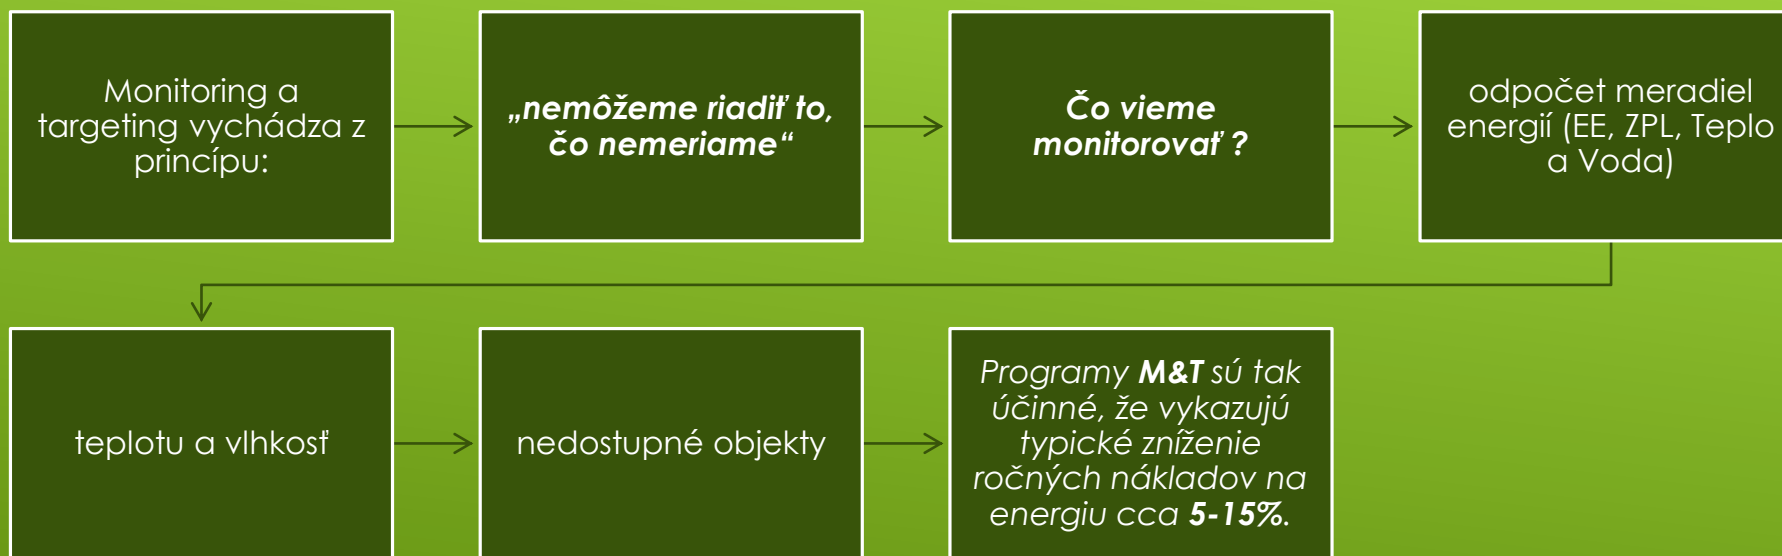 Monitoring a
targeting vychádza z
princípu:
„nemôžeme riadiť to,
čo nemeriame“
Čo vieme
monitorovať ?
odpočet meradiel
energií (EE, ZPL, Teplo
a Voda)
teplotu a vlhkosť
nedostupné objekty
Programy M&T sú tak
účinné, že vykazujú
typické zníženie
ročných nákladov na
energiu cca 5-15%.